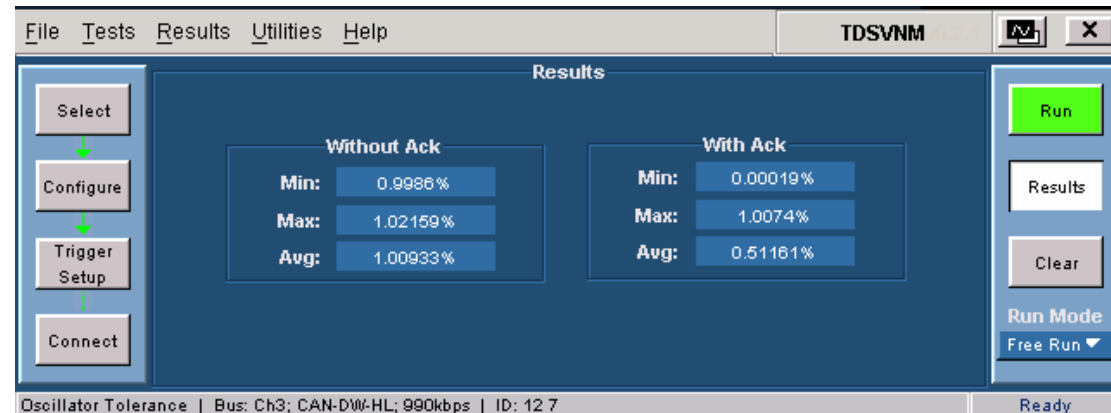 File Tests Results Utilities Help TDSVNM
Results
Select
Configure
Trigger
Setup
Connect
Without Ack
Min: 0.9986%
Max: 1.02159%
Avg: 1.00933%
With Ack
Min: 0.00019%
Max: 1.0074%
Avg: 0.51161%
Run
Results
Clear
Run Mode
Free Run
Oscillator Tolerance | Bus: Ch3; CAN-DW-HL; 990kbps | ID: 12 7
Ready